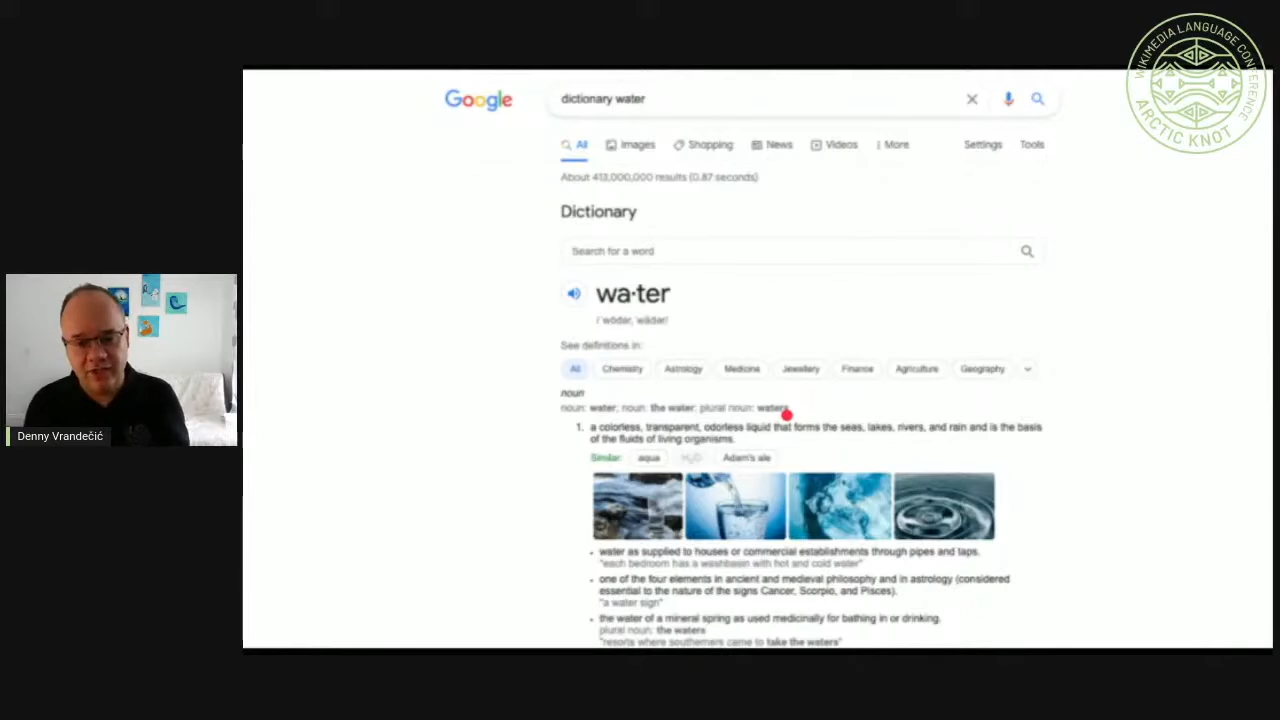 WIKIMEDIA LANGUAGE CONFERENCE
ARCTIC KNOT
Google
dictionary water
All Images Shopping News Videos More Settings Tools
About 413,000,000 results (0.87 seconds)
Dictionary
Search for a word
wa·ter
/ˈwôdər, ˈwädər/
See definitions in:
All Chemistry Astrology Medicine Jewellery Finance Agriculture Geography
noun
noun: water; noun: the water; plural noun: waters
1. a colorless, transparent, odorless liquid that forms the seas, lakes, rivers, and rain and is the basis
of the fluids of living organisms.
Similar: aqua H₂O Adam's ale
• water as supplied to houses or commercial establishments through pipes and taps.
"each bedroom has a washbasin with hot and cold water"
• one of the four elements in ancient and medieval philosophy and in astrology (considered
essential to the nature of the signs Cancer, Scorpio, and Pisces).
"a water sign"
• the water of a mineral spring as used medicinally for bathing in or drinking.
plural noun: the waters
"resorts where southerners came to take the waters"
Denny Vrandečić